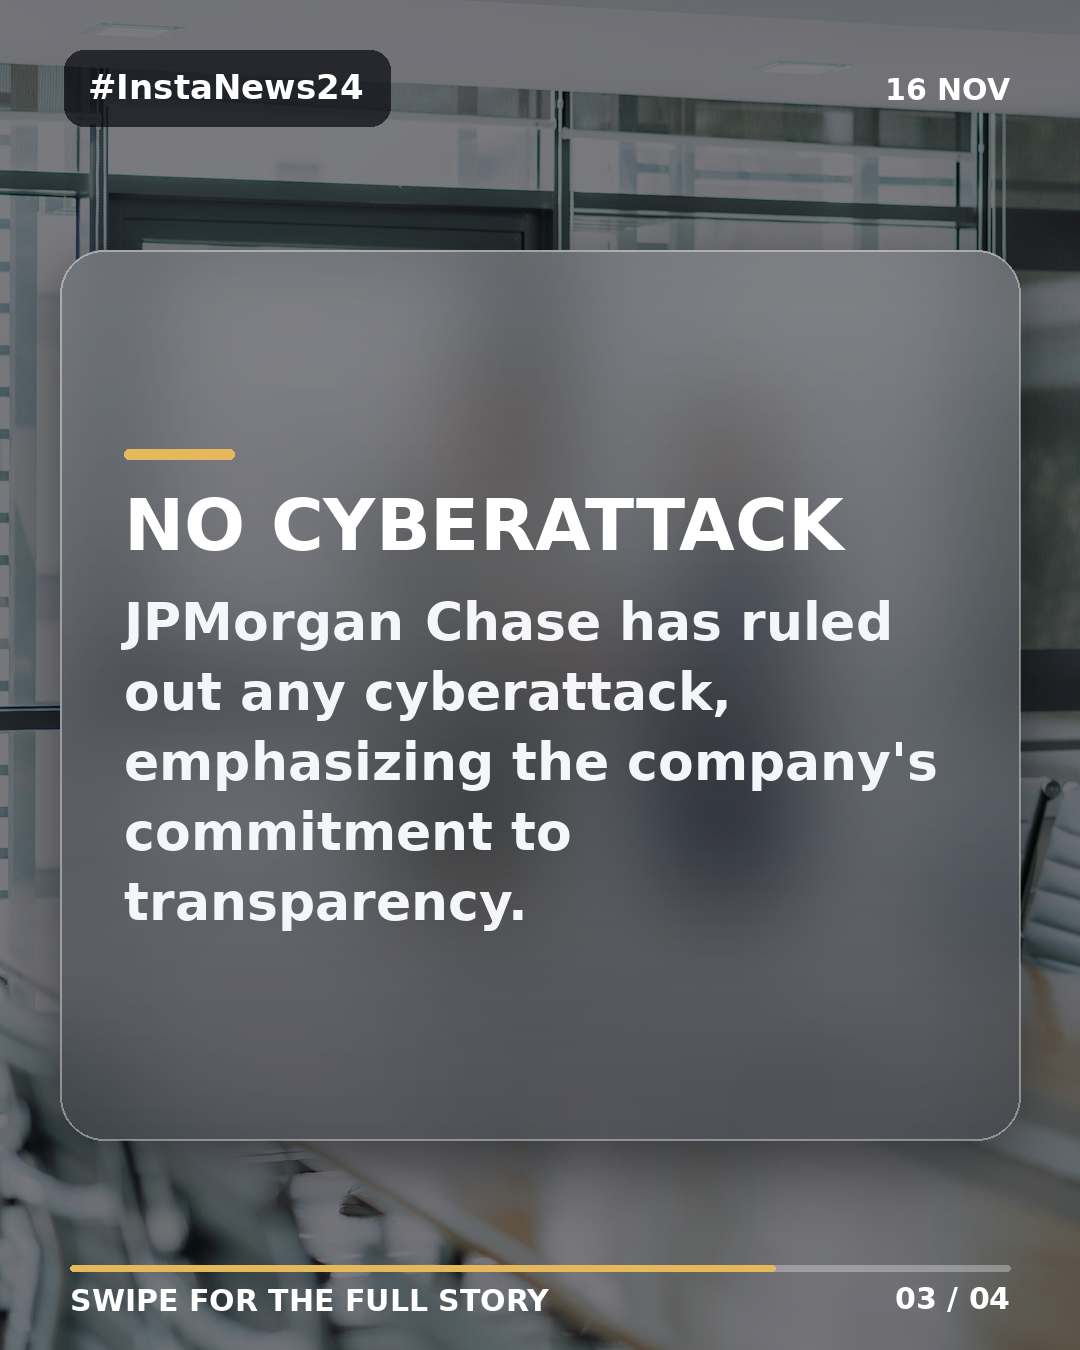 #InstaNews24
16 NOV
NO CYBERATTACK
JPMorgan Chase has ruled
out any cyberattack,
emphasizing the company's
commitment to
transparency.
SWIPE FOR THE FULL STORY
03 / 04